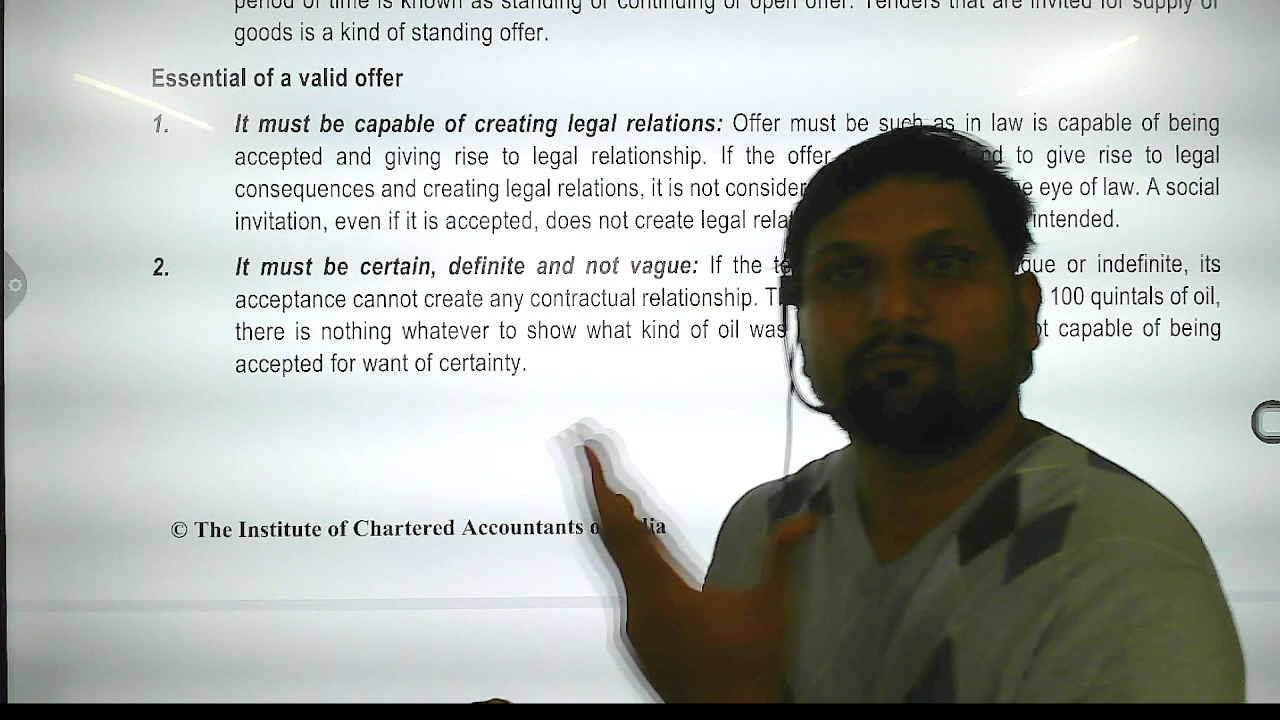 period of time is known as standing or continuing or open offer. Tenders that are invited for supply of
goods is a kind of standing offer.
Essential of a valid offer
1. It must be capable of creating legal relations: Offer must be such as in law is capable of being
accepted and giving rise to legal relationship. If the offer to give rise to legal
consequences and creating legal relations, it is not eye of law. A social
invitation, even if it is accepted, does not create legal intended.
2. It must be certain, definite and not vague: If the or indefinite, its
acceptance cannot create any contractual relationship. 100 quintals of oil,
there is nothing whatever to show what kind of oil was capable of being
accepted for want of certainty.
© The Institute of Chartered Accountants